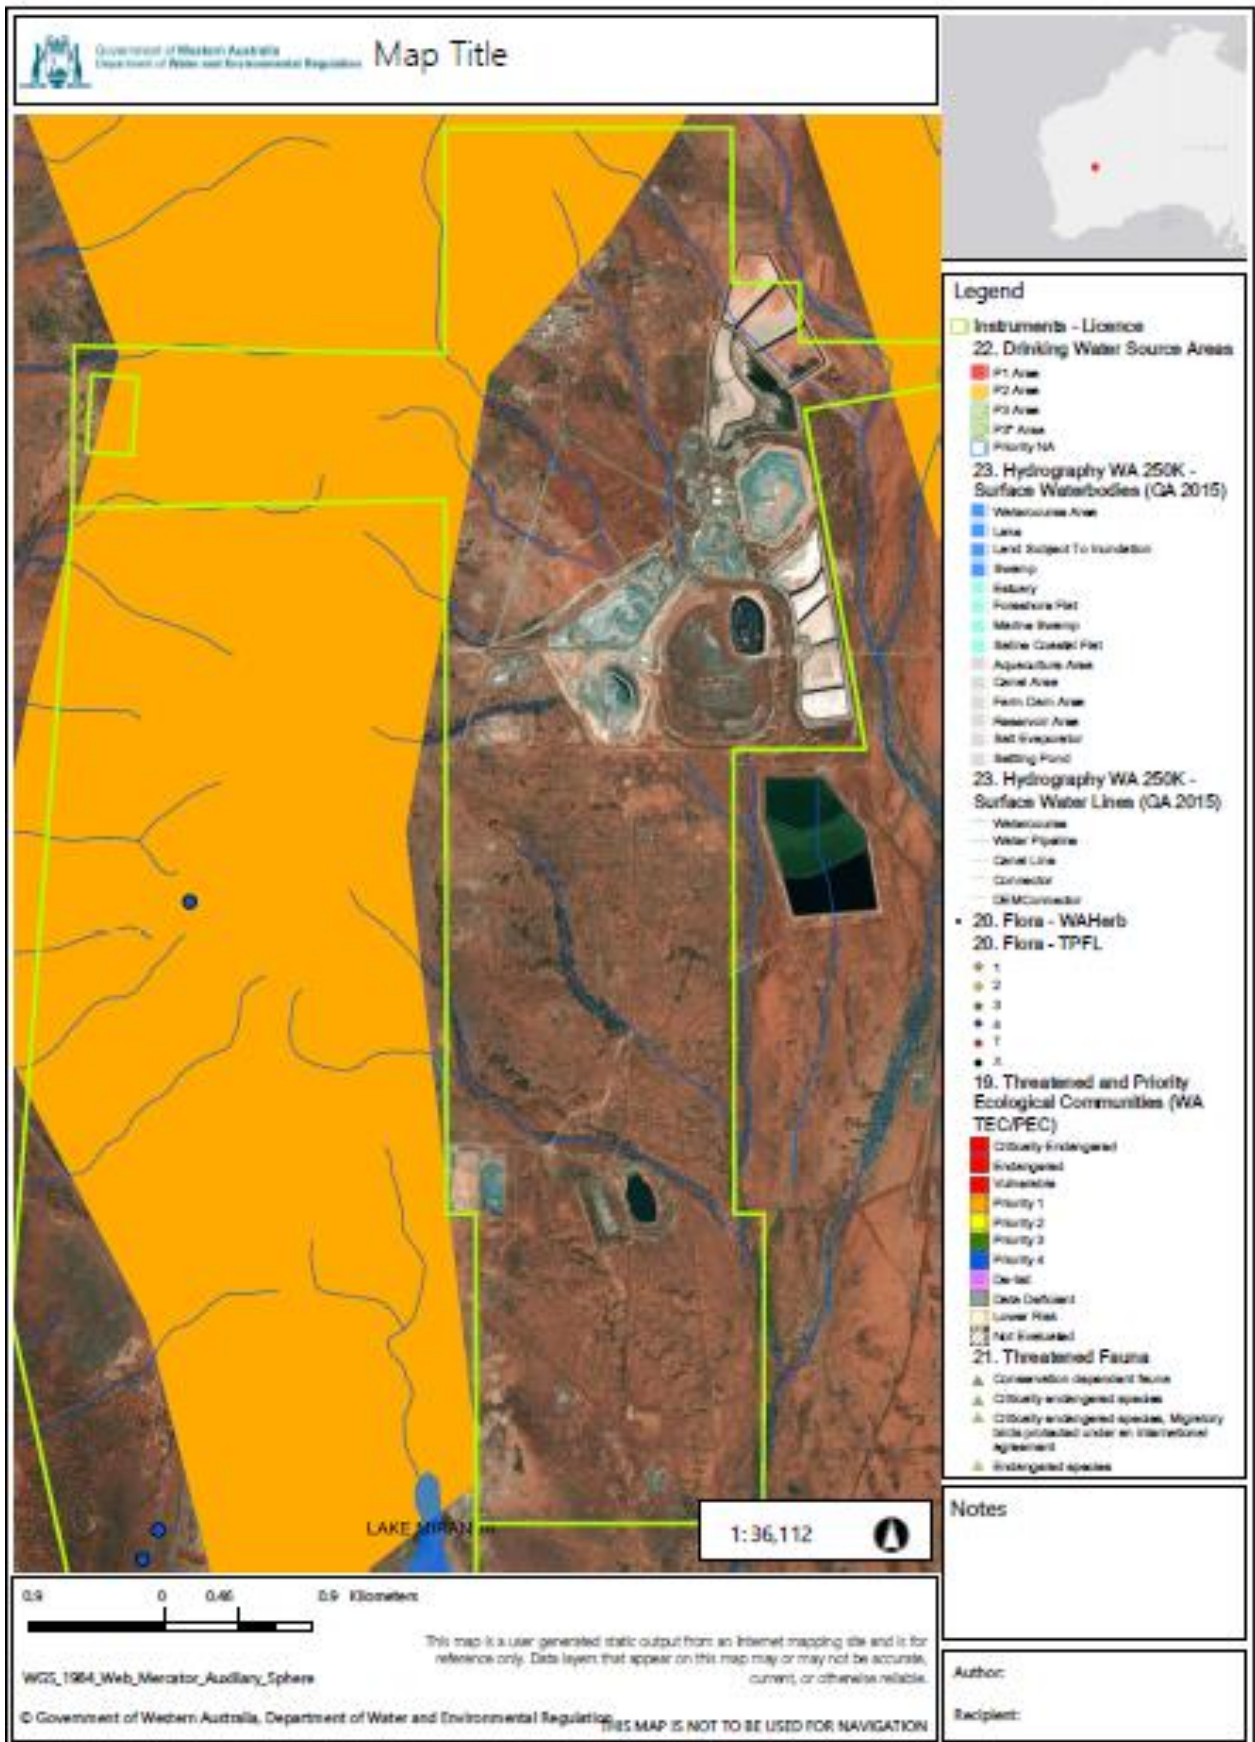 Government of Western Australia
Department of Water and Environmental Regulation
Map Title
Legend
Instruments - Licence
22. Drinking Water Source Areas
P1 Area
P2 Area
P3 Area
P3* Area
Priority NA
23. Hydrography WA 250K -
Surface Waterbodies (GA 2015)
Watercourse Area
Lake
Land Subject To Inundation
Swamp
Estuary
Foreshore Flat
Marine Swamp
Saline Coastal Flat
Aquaculture Area
Canal Area
Farm Dam Area
Reservoir Area
Salt Evaporator
Settling Pond
23. Hydrography WA 250K -
Surface Water Lines (GA 2015)
Watercourse
Water Pipeline
Canal Line
Connector
DEMConnector
20. Flora - WAHerb
20. Flora - TPFL
1
2
3
4
T
X
19. Threatened and Priority
Ecological Communities (WA
TEC/PEC)
Critically Endangered
Endangered
Vulnerable
Priority 1
Priority 2
Priority 3
Priority 4
De-list
Data Deficient
Lower Risk
Not Evaluated
21. Threatened Fauna
Conservation dependent fauna
Critically endangered species
Critically endangered species, Migratory
birds protected under an international
agreement
Endangered species
LAKE MIRAN
1: 36,112
Notes
0.9 0 0.46 0.9 Kilometers
This map is a user generated static output from an Internet mapping site and is for
reference only. Data layers that appear on this map may or may not be accurate,
current, or otherwise reliable.
WGS_1984_Web_Mercator_Auxiliary_Sphere
© Government of Western Australia, Department of Water and Environmental Regulation
THIS MAP IS NOT TO BE USED FOR NAVIGATION
Author:
Recipient: